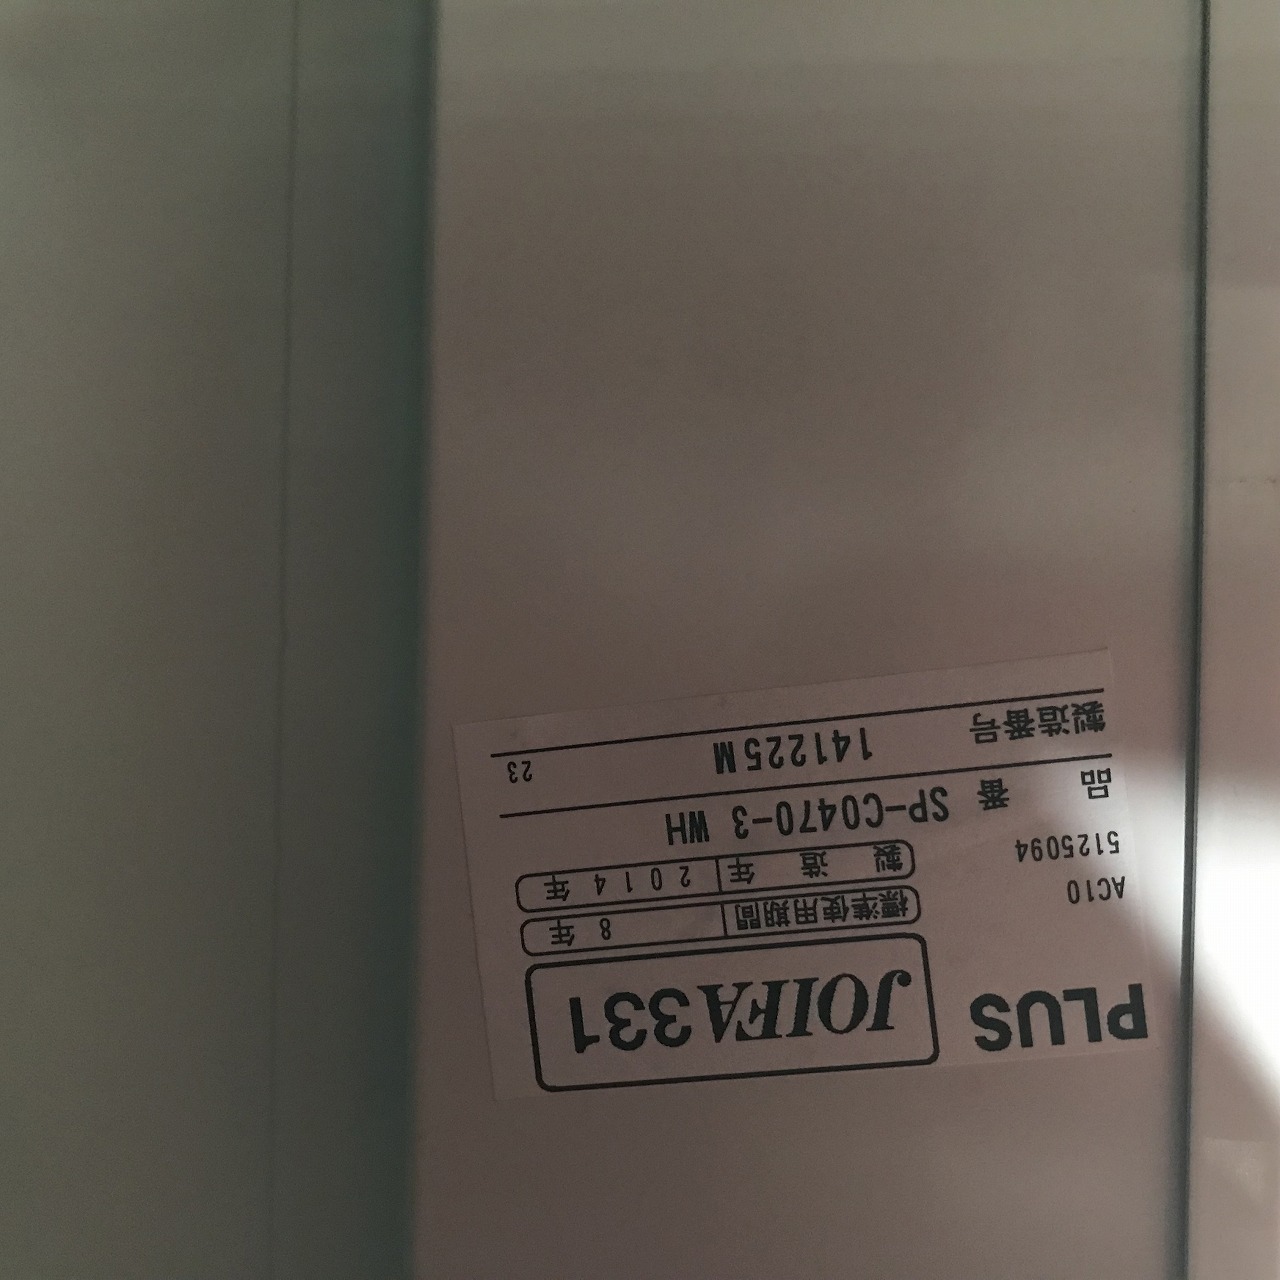 PLUS JOIFA331
AC10 標準使用期間 8年
5125094 製造年 2014年
品番 SP-C0470-3 WH
製造番号 141225M 23